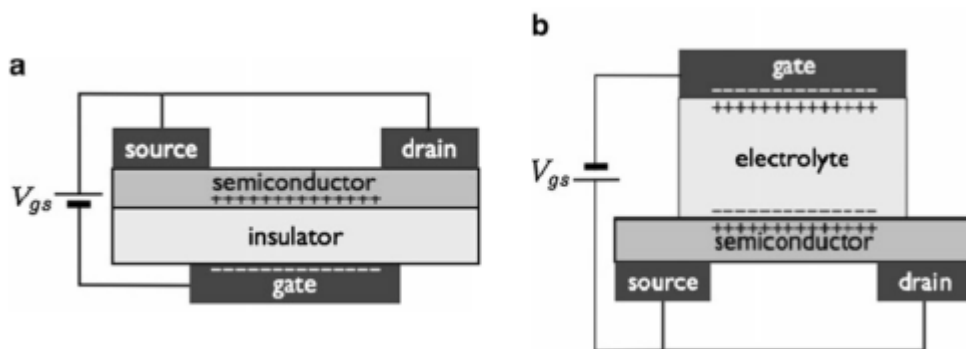 a
source
drain
V_gs
semiconductor
+++++++++++++
insulator
– – – – – – – – – – – – –
gate
b
gate
– – – – – – – – – – – – –
+++++++++++++
electrolyte
V_gs
– – – – – – – – – – – – –
+++++++++++++
semiconductor
source
drain